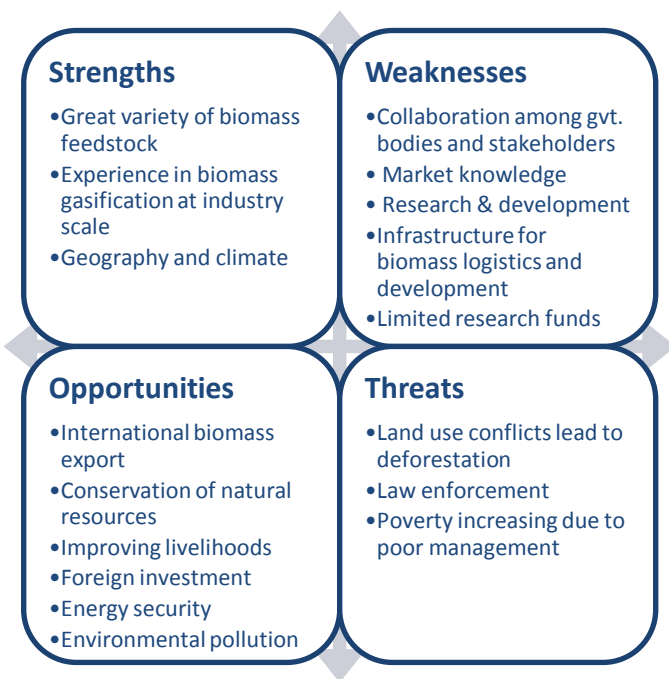 Strengths
•Great variety of biomass
feedstock
•Experience in biomass
gasification at industry
scale
•Geography and climate
Weaknesses
•Collaboration among gvt.
bodies and stakeholders
• Market knowledge
• Research & development
•Infrastructure for
biomass logistics and
development
•Limited research funds
Opportunities
•International biomass
export
•Conservation of natural
resources
•Improving livelihoods
•Foreign investment
•Energy security
•Environmental pollution
Threats
•Land use conflicts lead to
deforestation
•Law enforcement
•Poverty increasing due to
poor management